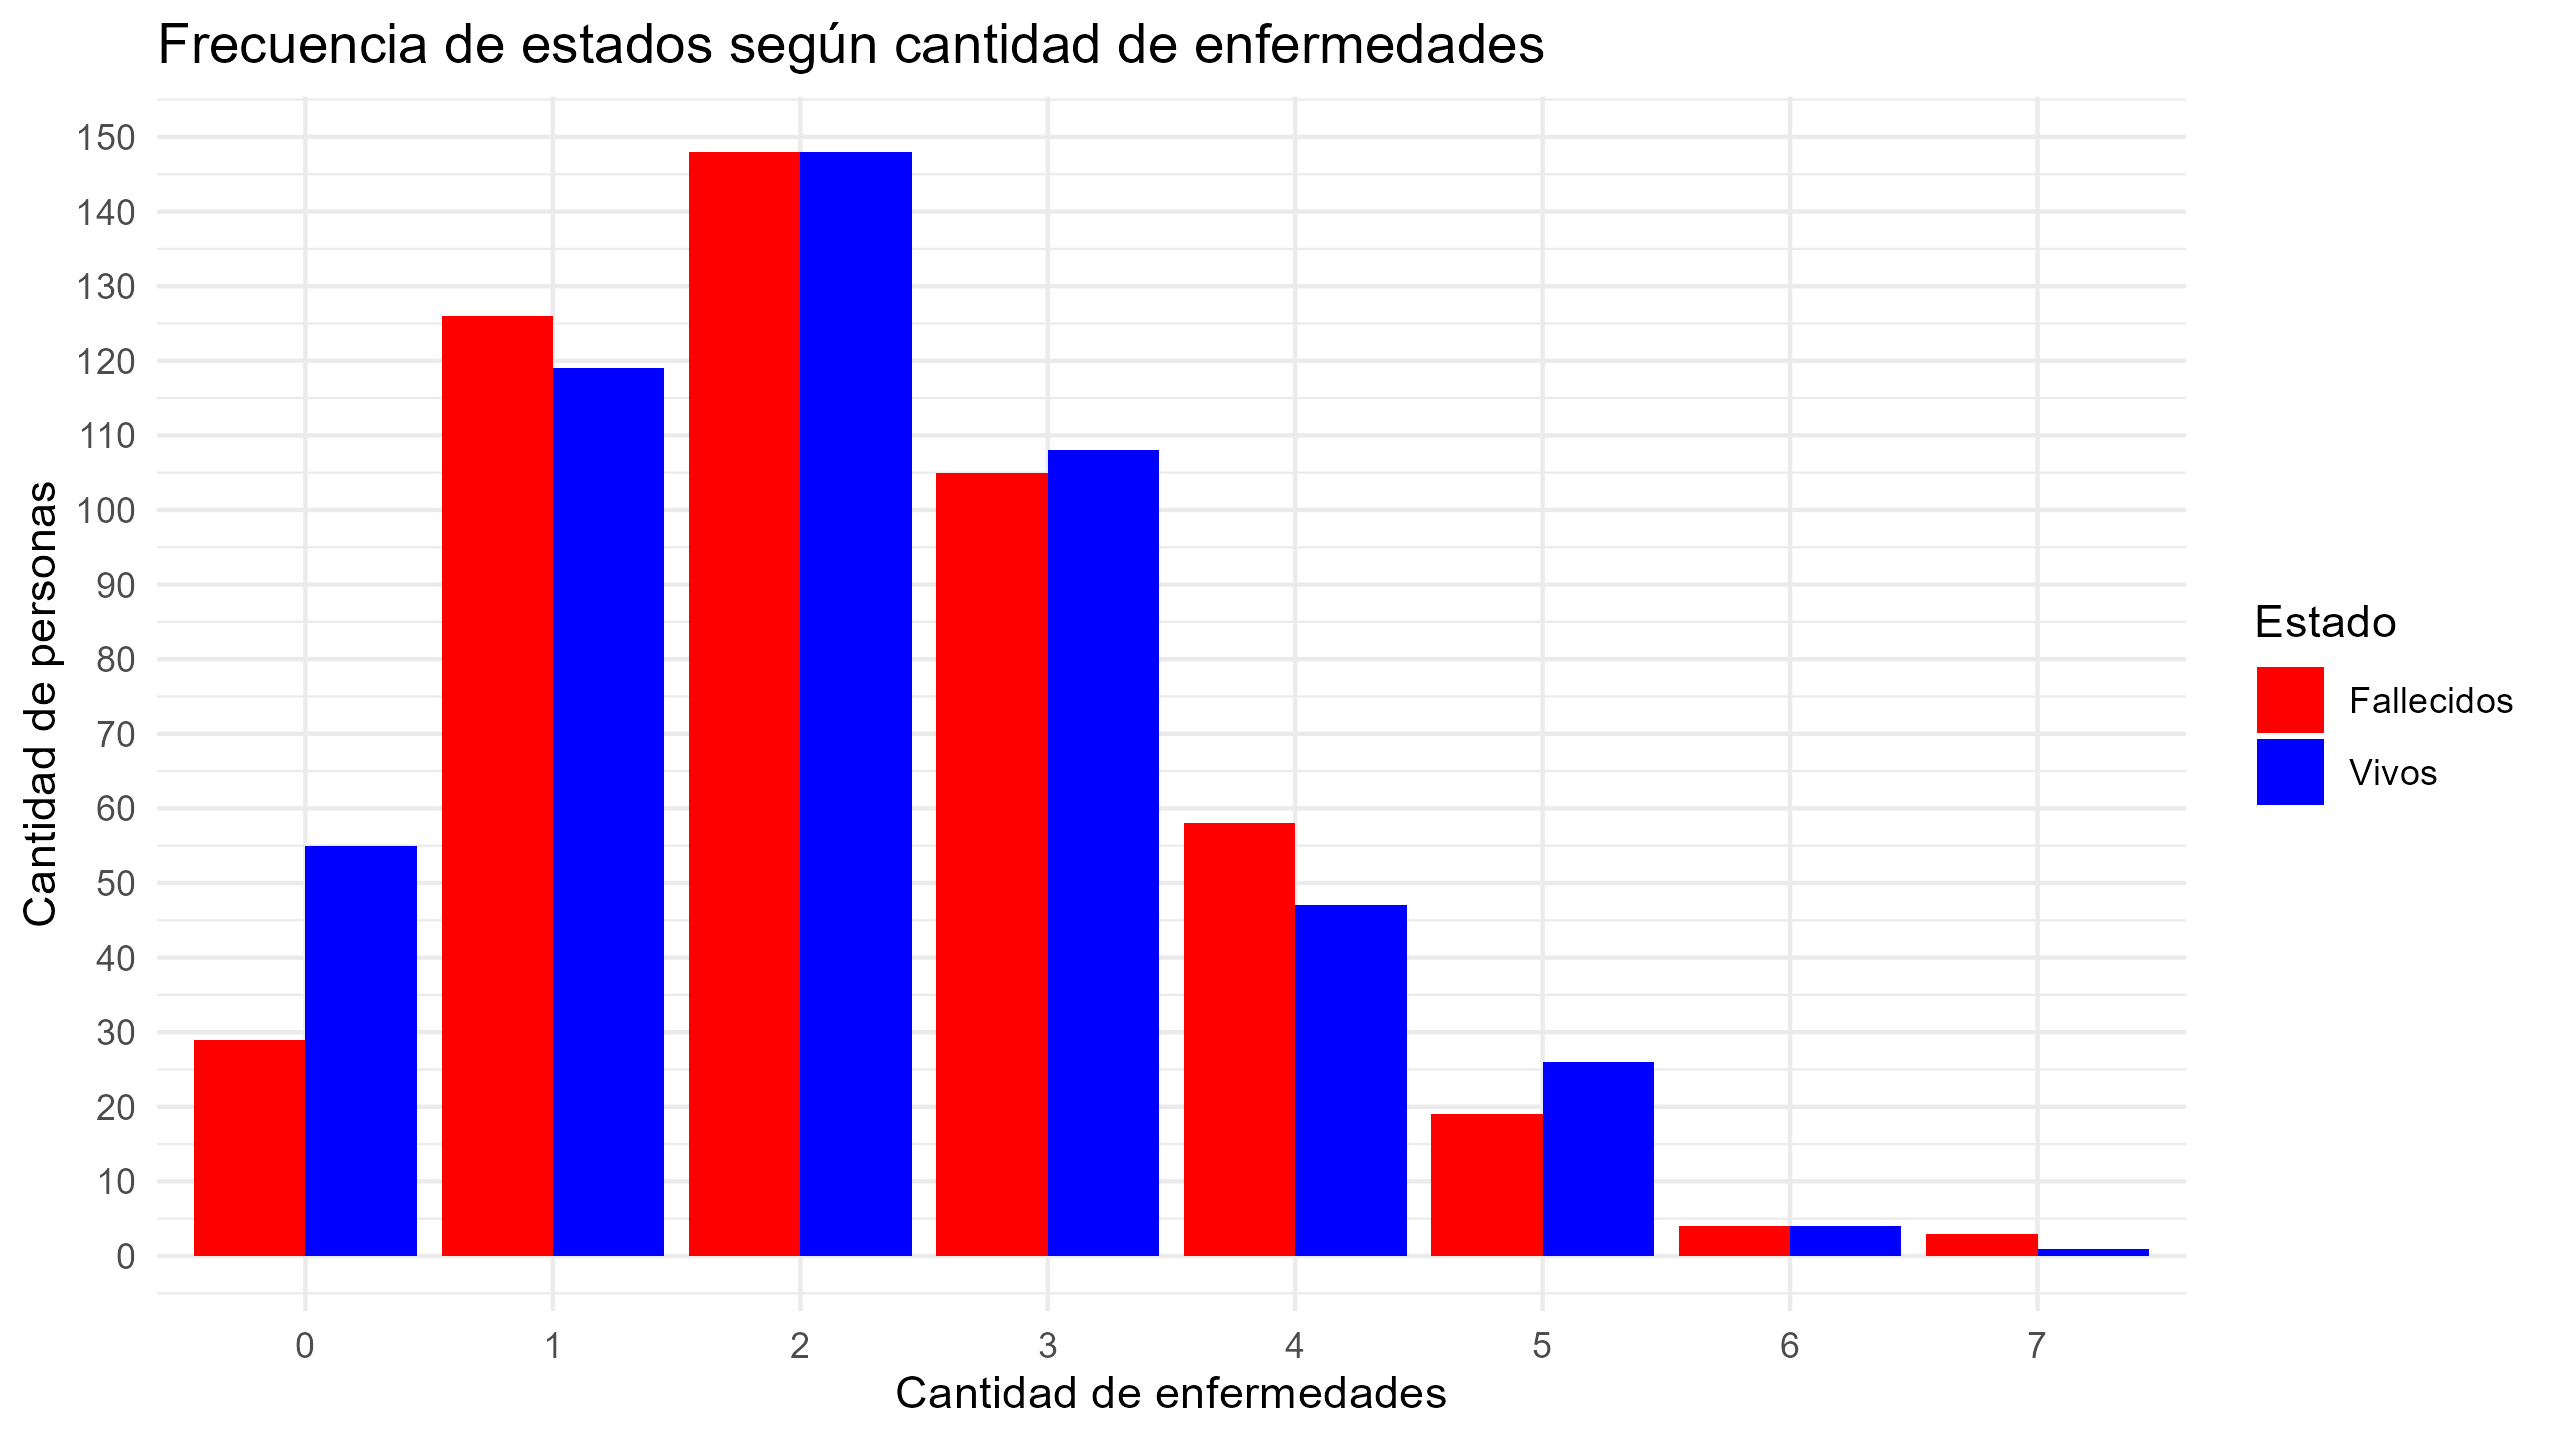 Frecuencia de estados según cantidad de enfermedades
150
140
130
120
110
100
90
80
70
60
50
40
30
20
10
0
Cantidad de personas
0 1 2 3 4 5 6 7
Cantidad de enfermedades
Estado
Fallecidos
Vivos